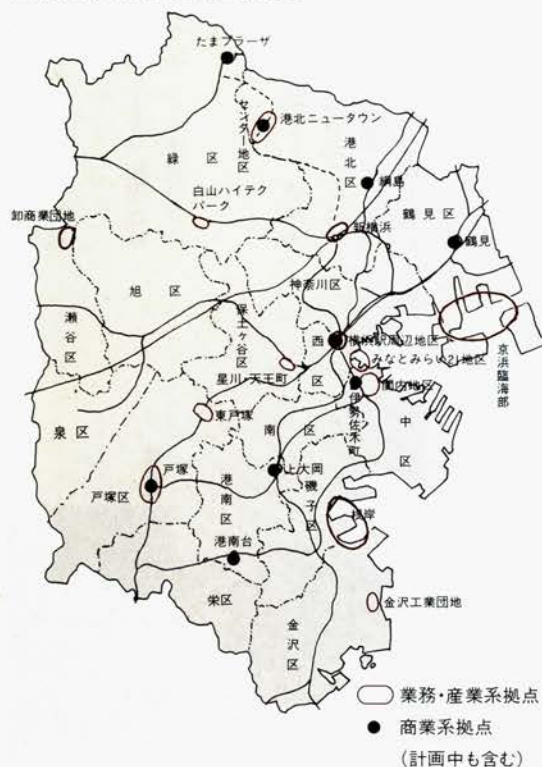 たまプラーザ
センター地区
港北ニュータウン
緑区
港北区
綱島
白山ハイテク
パーク
鶴見区
卸商業団地
新横浜
鶴見
神奈川区
旭区
瀬谷区
保土ヶ谷区
京浜臨海部
西区
横浜駅周辺地区
みなとみらい21地区
星川・天王町
関内地区
伊勢佐木町
東戸塚
南区
中区
泉区
戸塚
上大岡
戸塚区
港南区
磯子区
根岸
港南台
栄区
金沢工業団地
金沢区
業務・産業系拠点
商業系拠点
(計画中も含む)